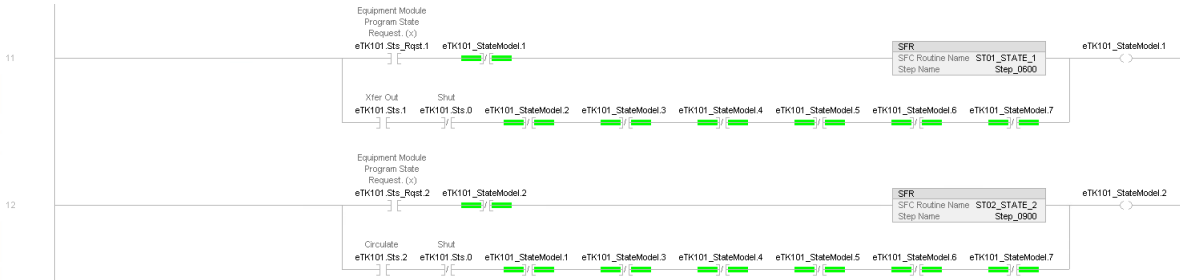 Equipment Module
Program State
Request. (x)
eTK101.Sts_Rqst.1 eTK101_StateModel.1 SFR eTK101_StateModel.1
11 SFC Routine Name ST01_STATE_1
Step Name Step_0600
Xfer Out Shut
eTK101.Sts.1 eTK101.Sts.0 eTK101_StateModel.2 eTK101_StateModel.3 eTK101_StateModel.4 eTK101_StateModel.5 eTK101_StateModel.6 eTK101_StateModel.7
Equipment Module
Program State
Request. (x)
eTK101.Sts_Rqst.2 eTK101_StateModel.2 SFR eTK101_StateModel.2
12 SFC Routine Name ST02_STATE_2
Step Name Step_0900
Circulate Shut
eTK101.Sts.2 eTK101.Sts.0 eTK101_StateModel.1 eTK101_StateModel.3 eTK101_StateModel.4 eTK101_StateModel.5 eTK101_StateModel.6 eTK101_StateModel.7